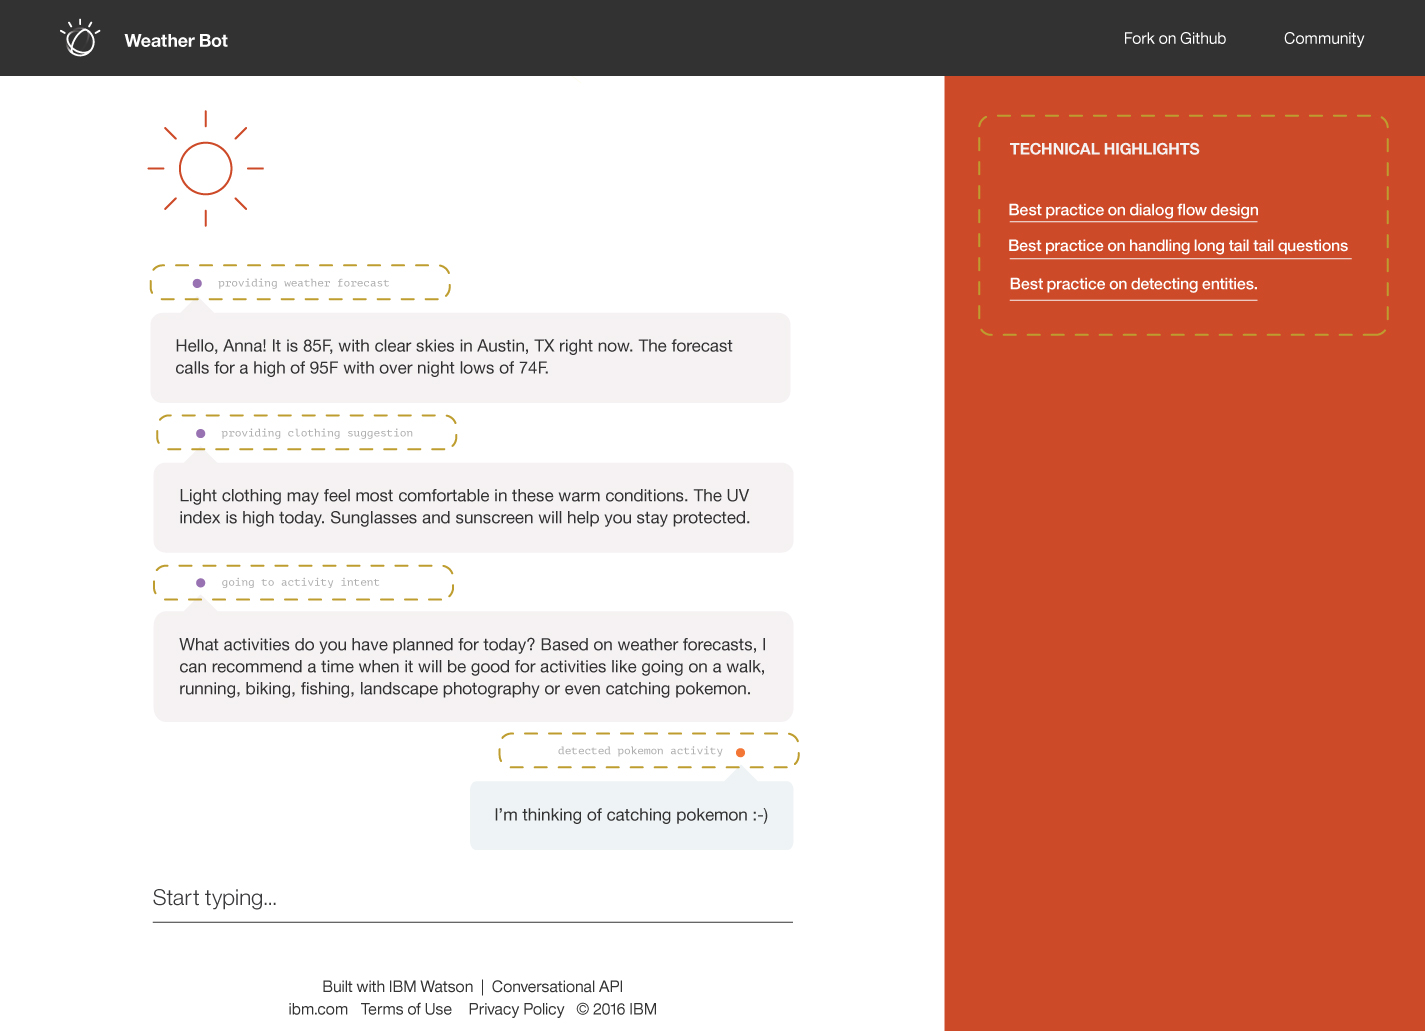 Weather Bot
Fork on Github
Community
TECHNICAL HIGHLIGHTS
Best practice on dialog flow design
Best practice on handling long tail tail questions
Best practice on detecting entities.
providing weather forecast
Hello, Anna! It is 85F, with clear skies in Austin, TX right now. The forecast
calls for a high of 95F with over night lows of 74F.
providing clothing suggestion
Light clothing may feel most comfortable in these warm conditions. The UV
index is high today. Sunglasses and sunscreen will help you stay protected.
going to activity intent
What activities do you have planned for today? Based on weather forecasts, I
can recommend a time when it will be good for activities like going on a walk,
running, biking, fishing, landscape photography or even catching pokemon.
detected pokemon activity
I'm thinking of catching pokemon :-)
Start typing...
Built with IBM Watson | Conversational API
ibm.com Terms of Use Privacy Policy © 2016 IBM